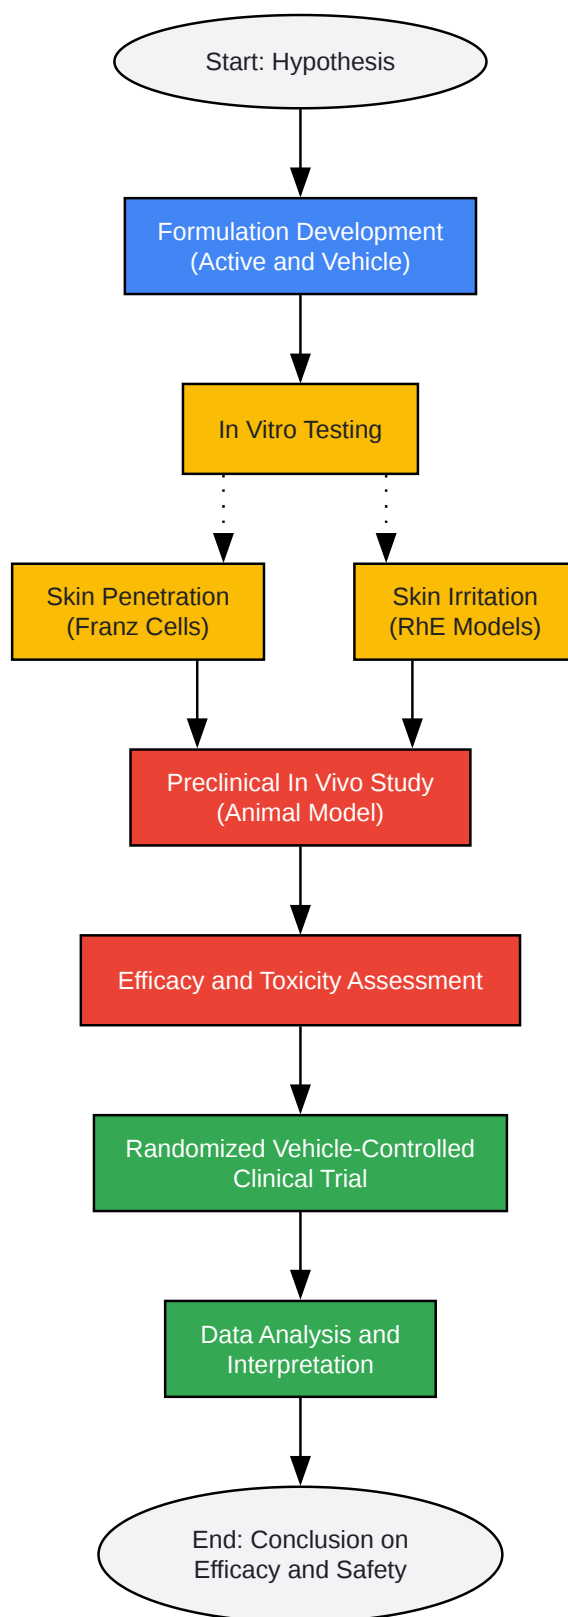 Start: Hypothesis
Formulation Development
(Active and Vehicle)
In Vitro Testing
Skin Penetration
(Franz Cells)
Skin Irritation
(RhE Models)
Preclinical In Vivo Study
(Animal Model)
Efficacy and Toxicity Assessment
Randomized Vehicle-Controlled
Clinical Trial
Data Analysis and
Interpretation
End: Conclusion on
Efficacy and Safety